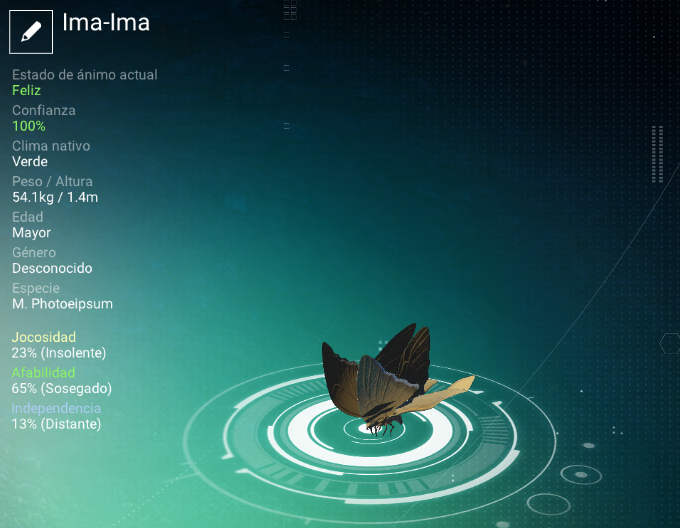 Ima-Ima
Estado de ánimo actual
Feliz
Confianza
100%
Clima nativo
Verde
Peso / Altura
54.1kg / 1.4m
Edad
Mayor
Género
Desconocido
Especie
M. Photoeipsum
Jocosidad
23% (Insolente)
Afabilidad
65% (Sosegado)
Independencia
13% (Distante)